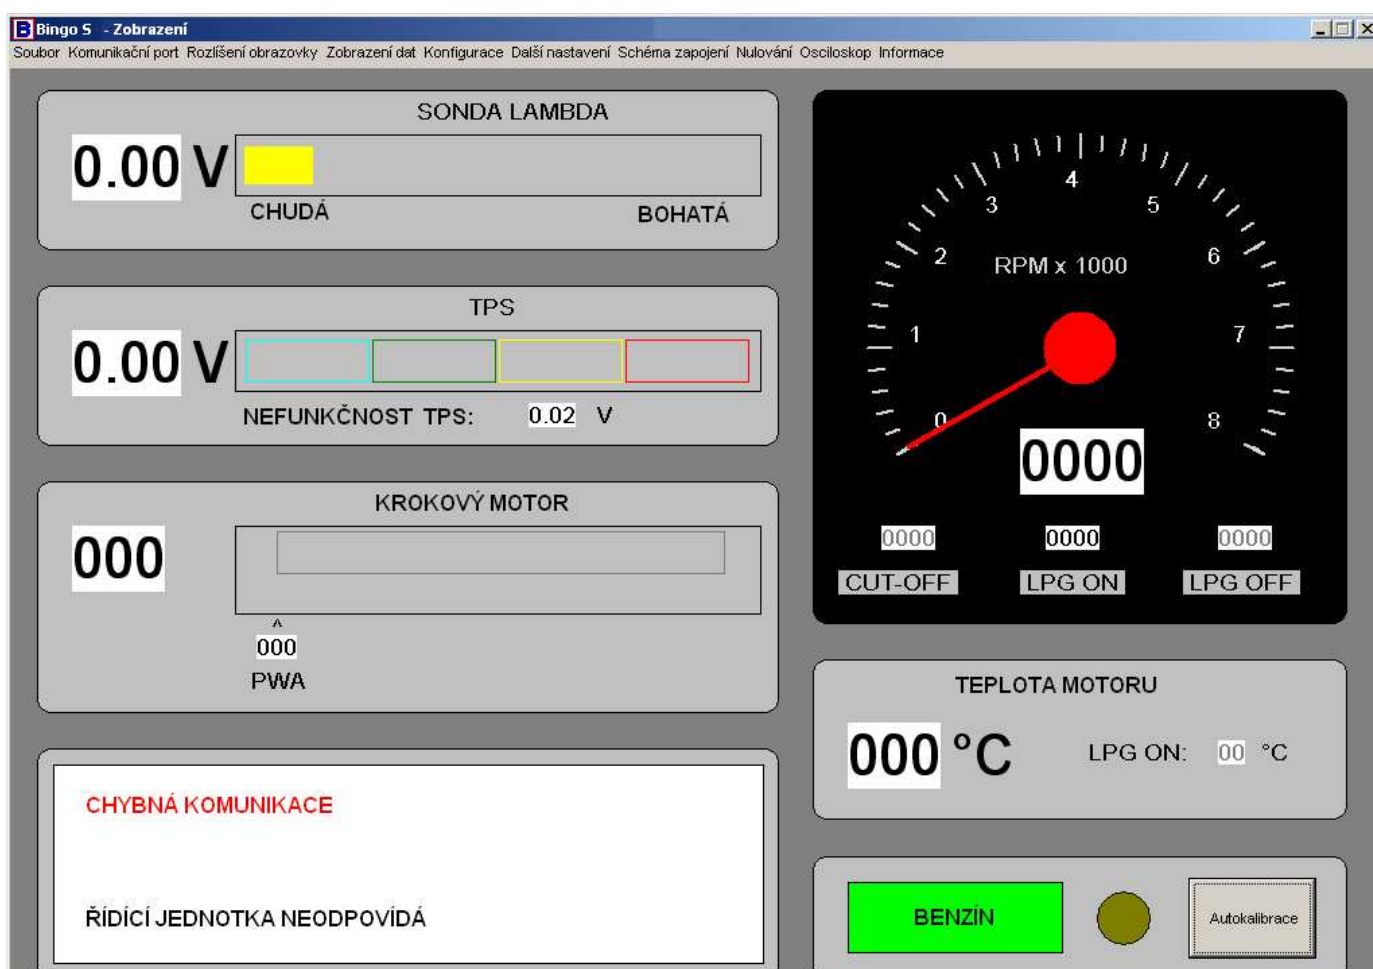 Bingo S - Zobrazení
Soubor Komunikační port Rozlíšení obrazovky Zobrazení dat Konfigurace Další nastavení Schéma zapojení Nulování Osciloskop Informace
SONDA LAMBDA
0.00 V
CHUDÁ BOHATÁ
TPS
0.00 V
NEFUNKČNOST TPS: 0.02 V
KROKOVÝ MOTOR
000
^
000
PWA
CHYBNÁ KOMUNIKACE
ŘÍDÍCÍ JEDNOTKA NEODPOVÍDÁ
0 1 2 3 4 5 6 7 8
RPM x 1000
0000
0000 0000 0000
CUT-OFF LPG ON LPG OFF
TEPLOTA MOTORU
000 °C LPG ON: 00 °C
BENZÍN Autokalibrace